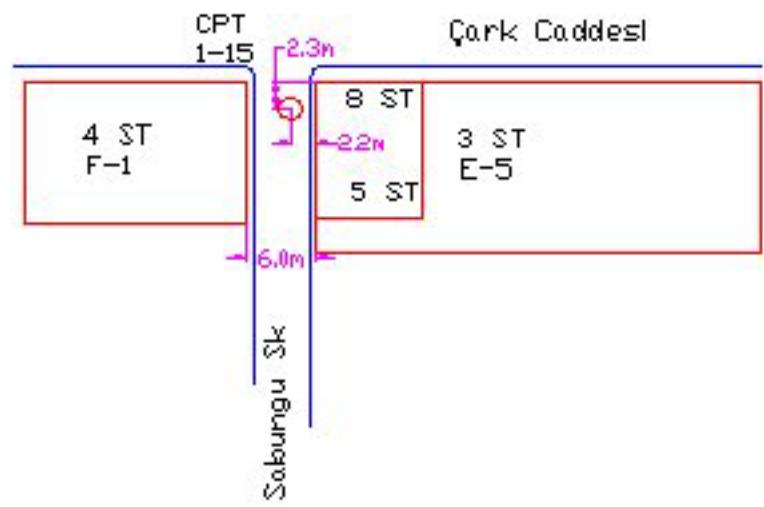 CPT
1-15
2.3m
Çark Caddesi
8 ST
4 ST
F-1
2.2m
3 ST
E-5
5 ST
6.0m
Sabungu Sk